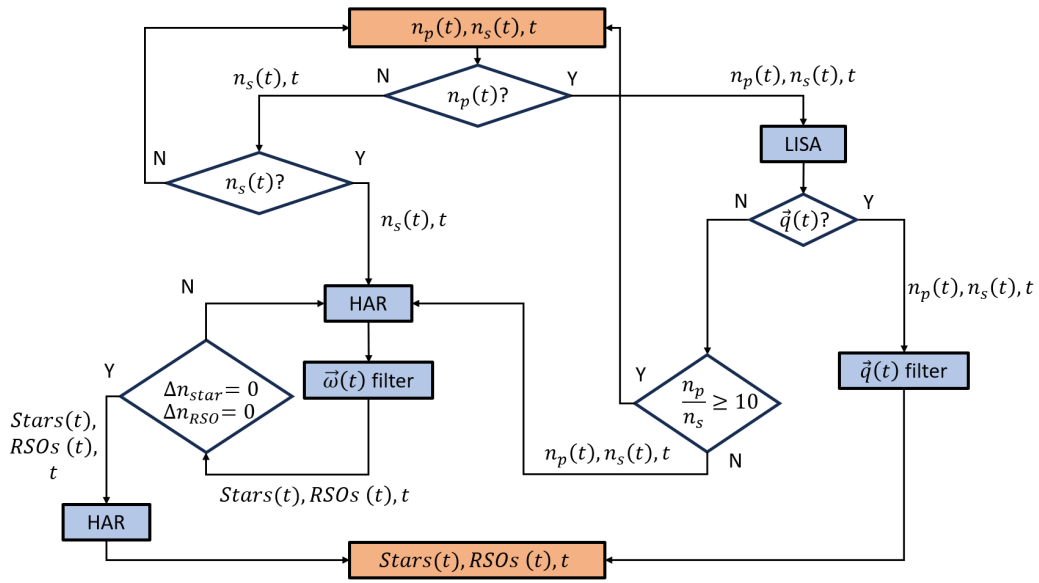 n_p(t), n_s(t), t
N
Y
n_s(t), t
n_p(t)?
n_p(t), n_s(t), t
LISA
N
Y
n_s(t)?
N
Y
q⃗(t)?
n_s(t), t
N
HAR
n_p(t), n_s(t), t
Y
Δn_star = 0
Δn_RSO = 0
ω⃗(t) filter
Y
n_p/n_s ≥ 10
q⃗(t) filter
Stars(t),
RSOs (t),
t
n_p(t), n_s(t), t
N
Stars(t), RSOs (t), t
HAR
Stars(t), RSOs (t), t